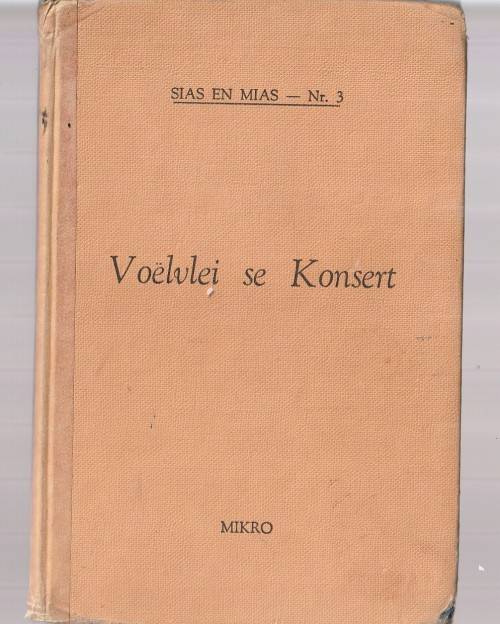 SIAS EN MIAS — Nr. 3
Voëlvlei se Konsert
MIKRO